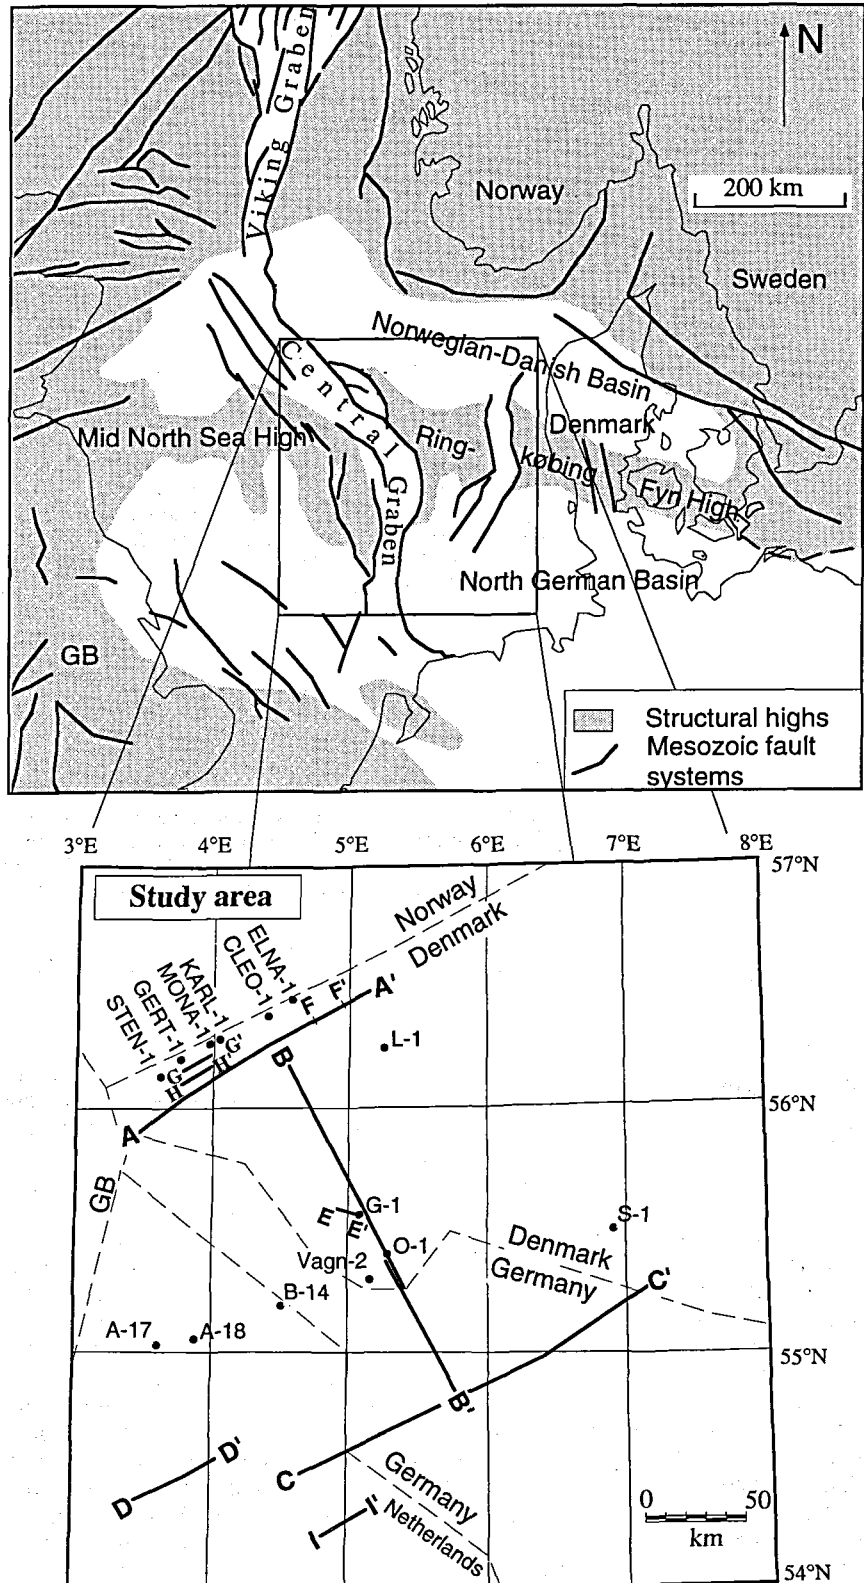 N
Viking Graben
Norway
200 km
Sweden
Norwegian-Danish Basin
Central Graben
Denmark
Mid North Sea High
Ring-
købing
Fyn High
North German Basin
GB
Structural highs
Mesozoic fault
systems
3°E 4°E 5°E 6°E 7°E 8°E
57°N
Study area
Norway
Denmark
ELNA-1
CLEO-1
KARL-1
MONA-1
GERT-1
STEN-1
F F' A'
G G'
H H'
B
L-1
56°N
A
GB
G-1
E E'
S-1
O-1
Vagn-2
Denmark
Germany
C'
B-14
A-17 A-18
55°N
B'
D'
C
D
Germany
Netherlands
I I'
0 50
km
54°N